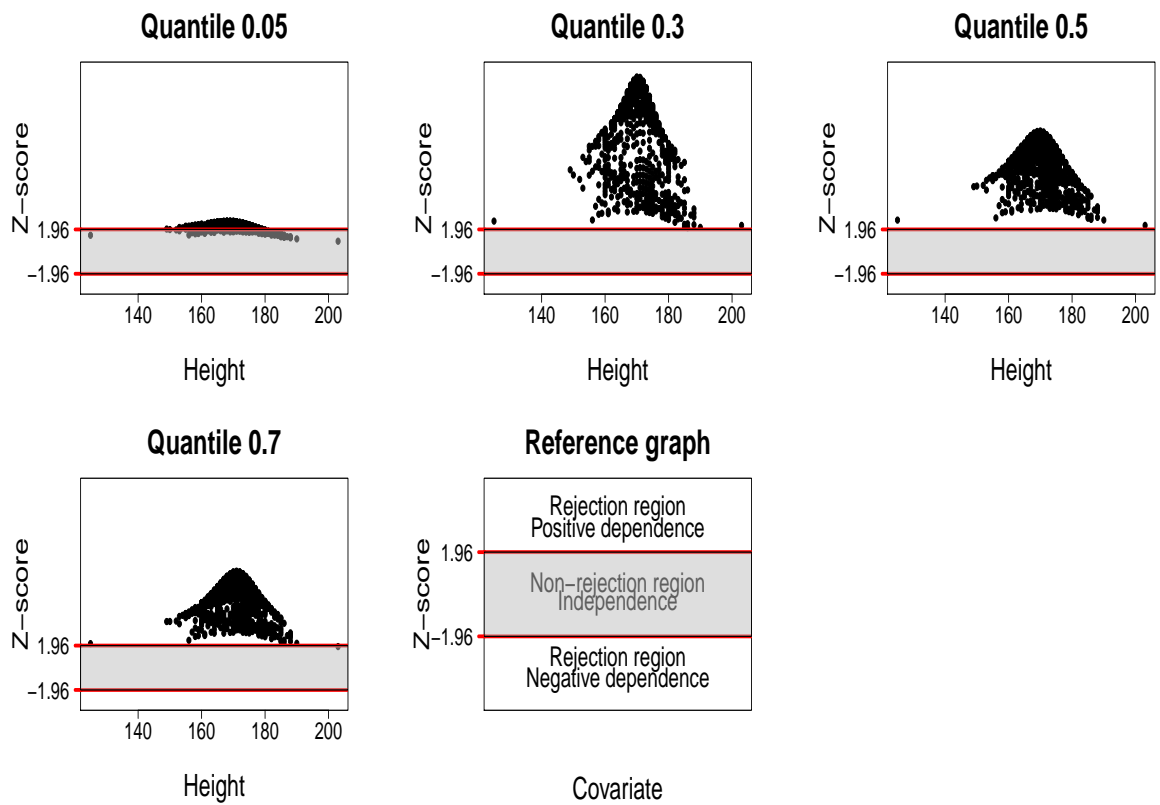 Quantile 0.05
Quantile 0.3
Quantile 0.5
Z−score
1.96
−1.96
140 160 180 200
Height
Z−score
1.96
−1.96
140 160 180 200
Height
Z−score
1.96
−1.96
140 160 180 200
Height
Quantile 0.7
Reference graph
Z−score
1.96
−1.96
140 160 180 200
Height
Z−score
1.96
−1.96
Rejection region
Positive dependence
Non−rejection region
Independence
Rejection region
Negative dependence
Covariate